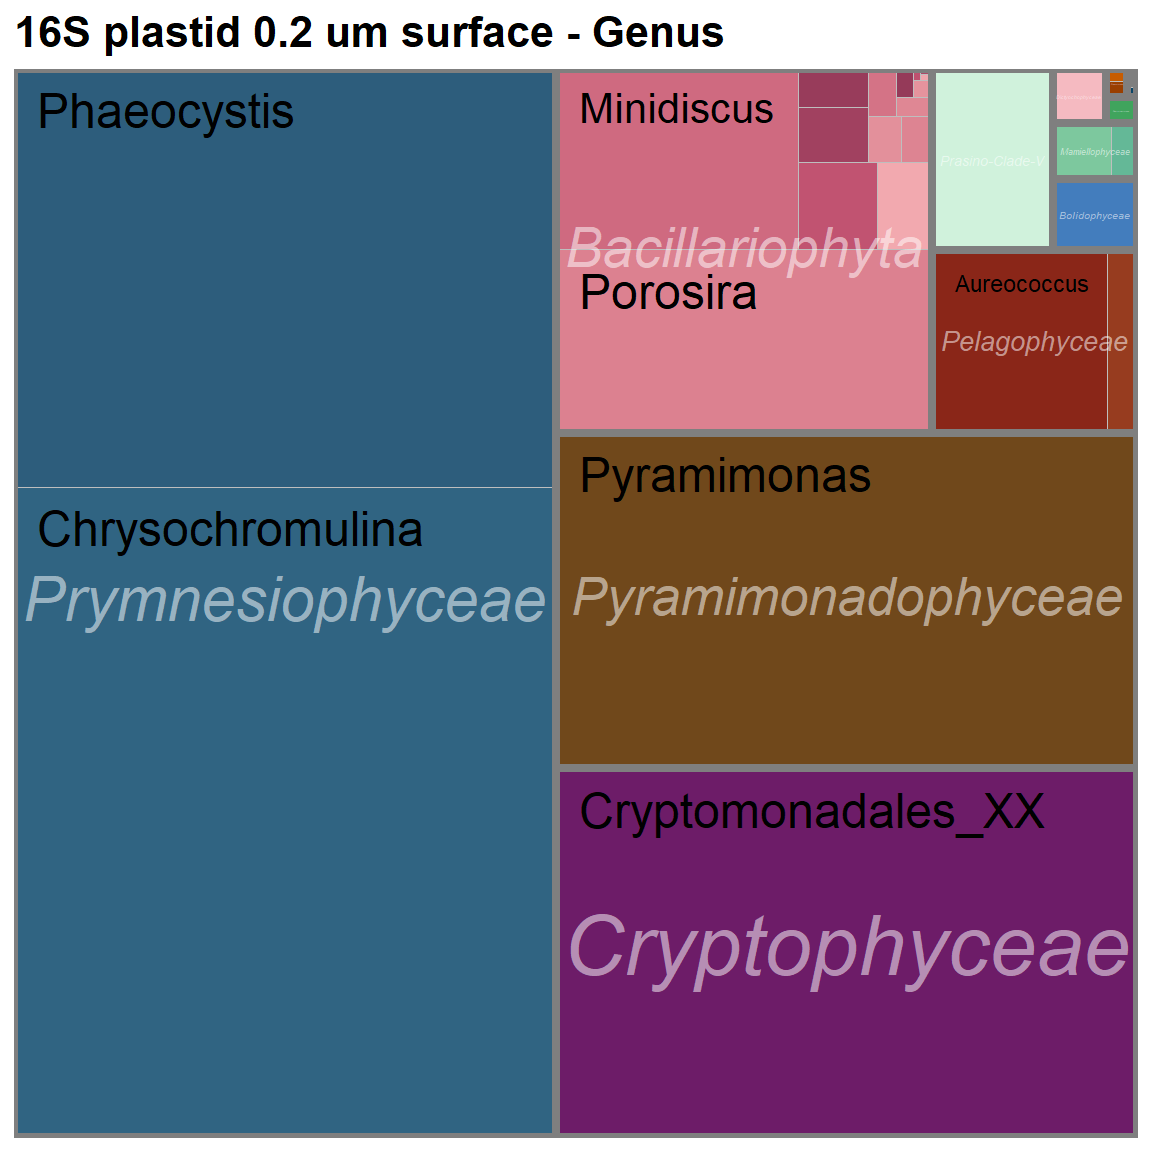 16S plastid 0.2 um surface - Genus
Phaeocystis
Chrysochromulina
Prymnesiophyceae
Minidiscus
Bacillariophyta
Porosira
Prasino-Clade-V
Mamiellophyceae
Bolidophyceae
Aureococcus
Pelagophyceae
Pyramimonas
Pyramimonadophyceae
Cryptomonadales_XX
Cryptophyceae